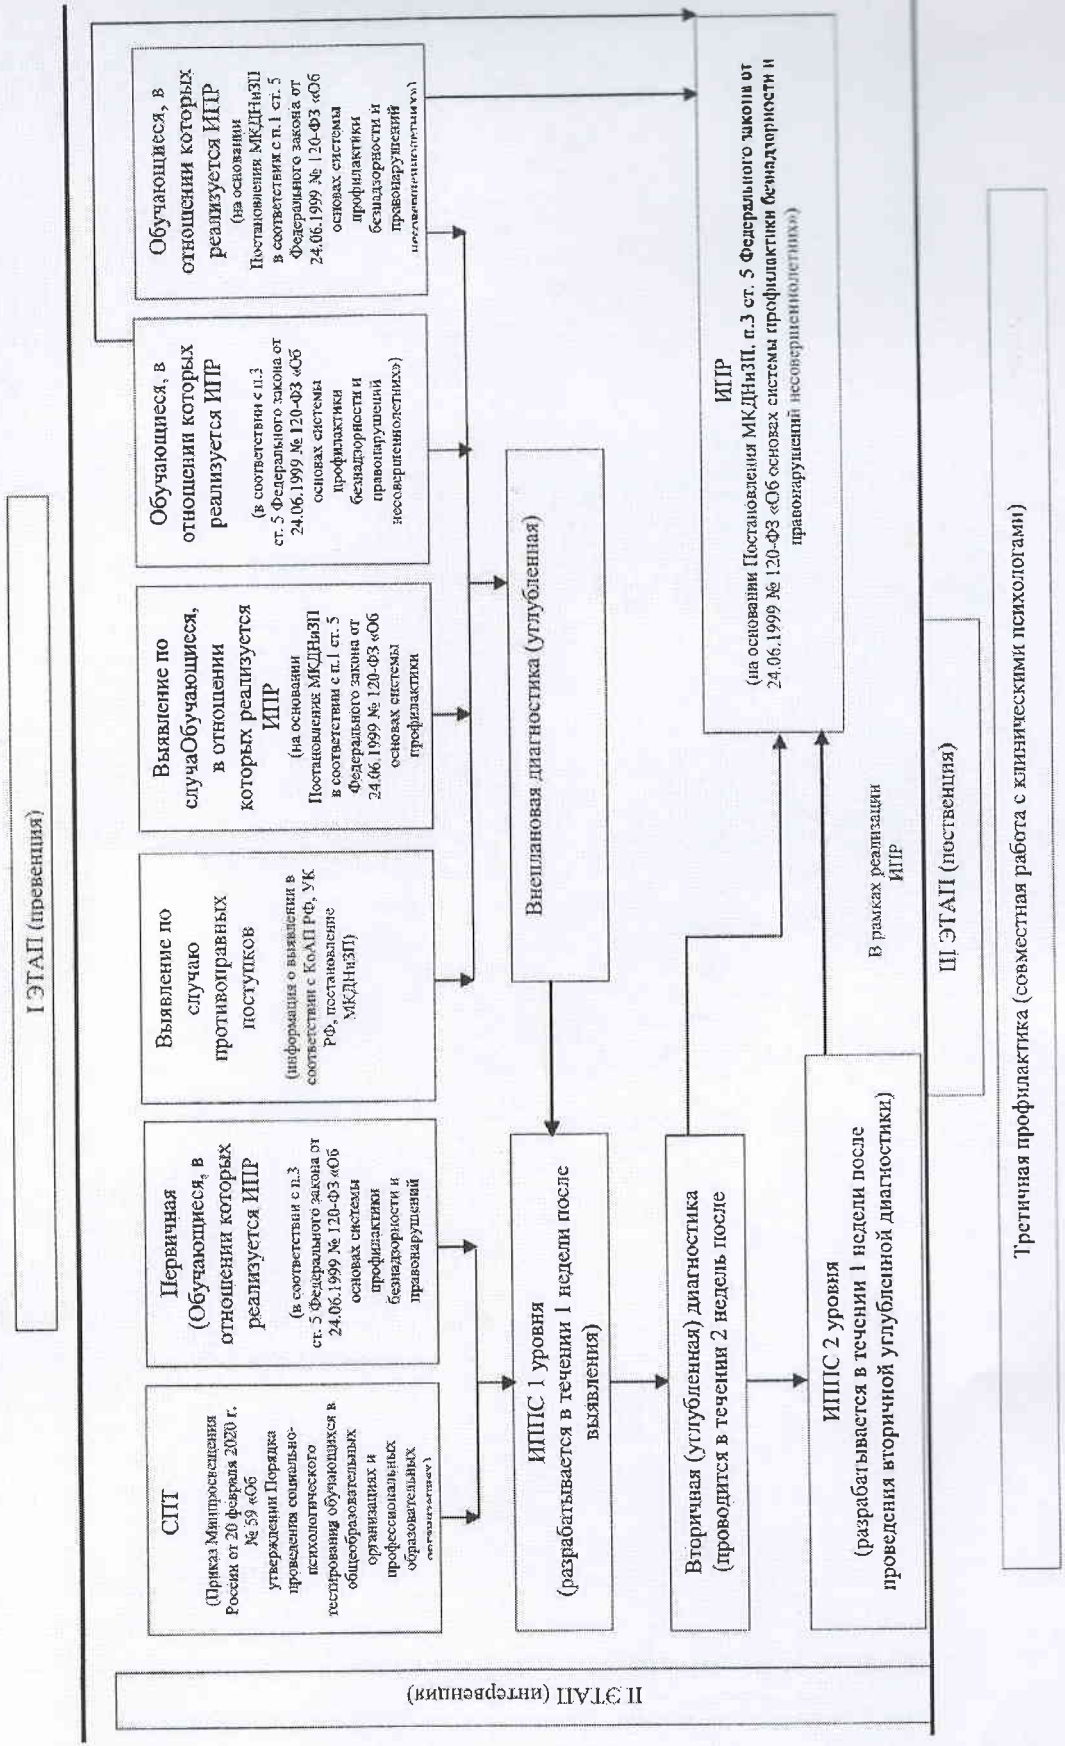 I ЭТАП (превенция)
II ЭТАП (интервенция)
СПТ
(Приказ Минпросвещения
России от 20 февраля 2020 г.
№ 59 «Об
утверждении Порядка
проведения социально-
психологического
тестирования обучающихся в
общеобразовательных
организациях и
профессиональных
образовательных
Первичная
(Обучающиеся, в
отношении которых
реализуется ИПР
(в соответствии с п.3
ст. 5 Федерального закона от
24.06.1999 № 120-ФЗ «Об
основах системы
профилактики
безнадзорности и
правонарушений
Выявление по
случаю
противоправных
поступков
(информация о выявлении в
соответствии с КоАП РФ, УК
РФ, постановление
МКДНиЗП)
Выявление по
случаОбучающиеся,
в отношении
которых реализуется
ИПР
(на основании
Постановления МКДНиЗП
в соответствии с п.1 ст. 5
Федерального закона от
24.06.1999 № 120-ФЗ «Об
основах системы
профилактики
Обучающиеся, в
отношении которых
реализуется ИПР
(в соответствии с п.3
ст. 5 Федерального закона от
24.06.1999 № 120-ФЗ «Об
основах системы
профилактики
безнадзорности и
правонарушений
несовершеннолетних»)
Обучающиеся, в
отношении которых
реализуется ИПР
(на основании
Постановления МКДНиЗП
в соответствии с п.1 ст. 5
Федерального закона от
24.06.1999 № 120-ФЗ «Об
основах системы
профилактики
безнадзорности и
правонарушений
несовершеннолетних»)
ИППС 1 уровня
(разрабатывается в течении 1 недели после
выявления)
Внеплановая диагностика (углубленная)
Вторичная (углубленная) диагностика
(проводится в течении 2 недель после
ИППС 2 уровня
(разрабатывается в течении 1 недели после
проведения вторичной углубленной диагностики)
ИПР
(на основании Постановления МКДНиЗП, п.3 ст. 5 Федерального закона от
24.06.1999 № 120-ФЗ «Об основах системы профилактики безнадзорности и
правонарушений несовершеннолетних»)
В рамках реализации
ИПР
III ЭТАП (поственция)
Третичная профилактика (совместная работа с клиническими психологами)